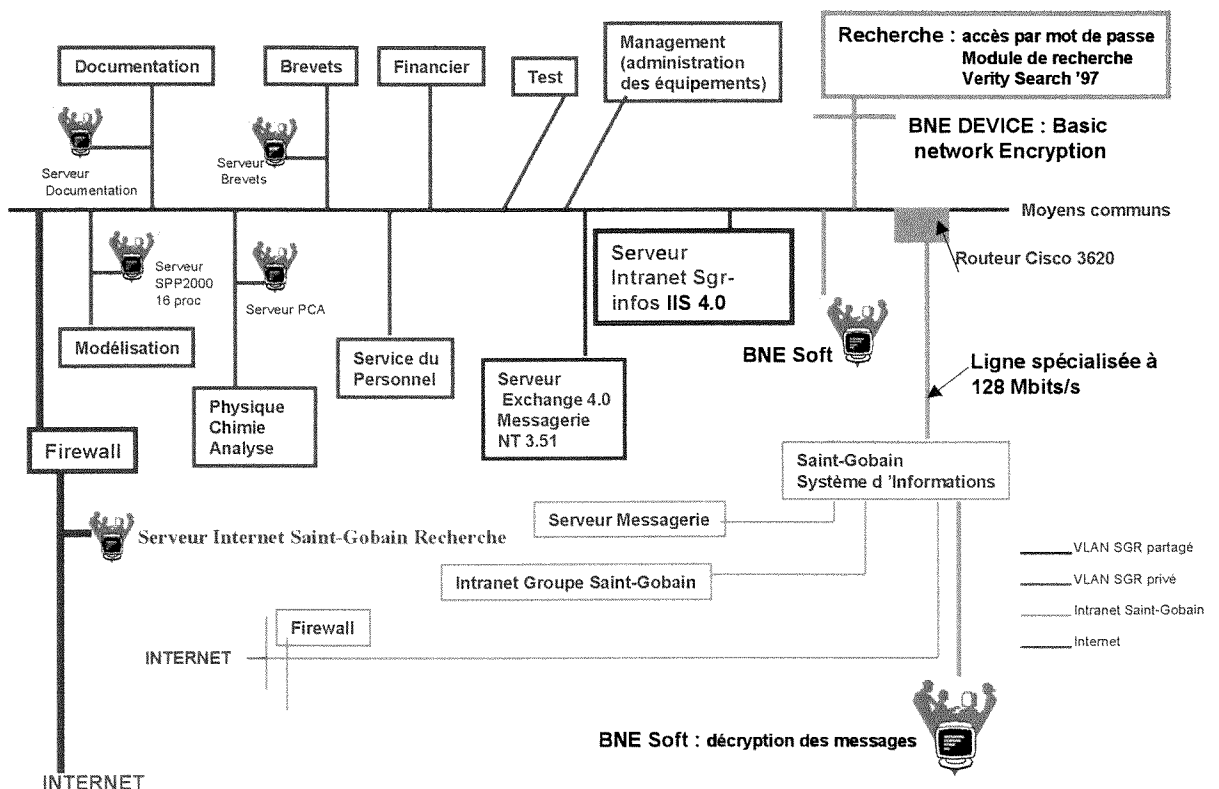 Documentation
Brevets
Financier
Test
Management
(administration
des équipements)
Recherche : accès par mot de passe
Module de recherche
Verity Search '97
BNE DEVICE : Basic
network Encryption
Serveur
Documentation
Serveur
Brevets
Moyens communs
Routeur Cisco 3620
Serveur
SPP2000
16 proc
Serveur PCA
Serveur
Intranet Sgr-
infos IIS 4.0
BNE Soft
Modélisation
Service du
Personnel
Serveur
Exchange 4.0
Messagerie
NT 3.51
Ligne spécialisée à
128 Mbits/s
Physique
Chimie
Analyse
Firewall
Saint-Gobain
Système d 'Informations
Serveur Internet Saint-Gobain Recherche
Serveur Messagerie
Intranet Groupe Saint-Gobain
VLAN SGR partagé
VLAN SGR privé
Intranet Saint-Gobain
Internet
Firewall
INTERNET
BNE Soft : décryption des messages
INTERNET